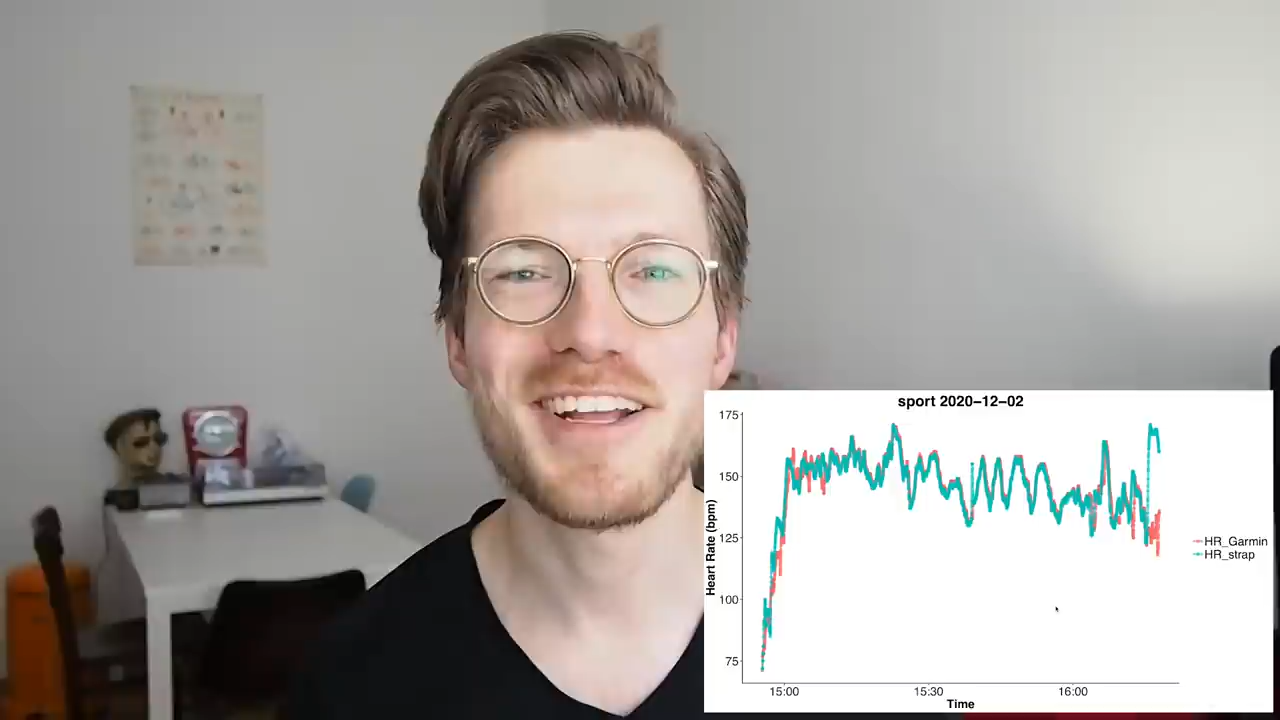 sport 2020−12−02
175
150
125
100
75
Heart Rate (bpm)
15:00
15:30
16:00
Time
HR_Garmin
HR_strap